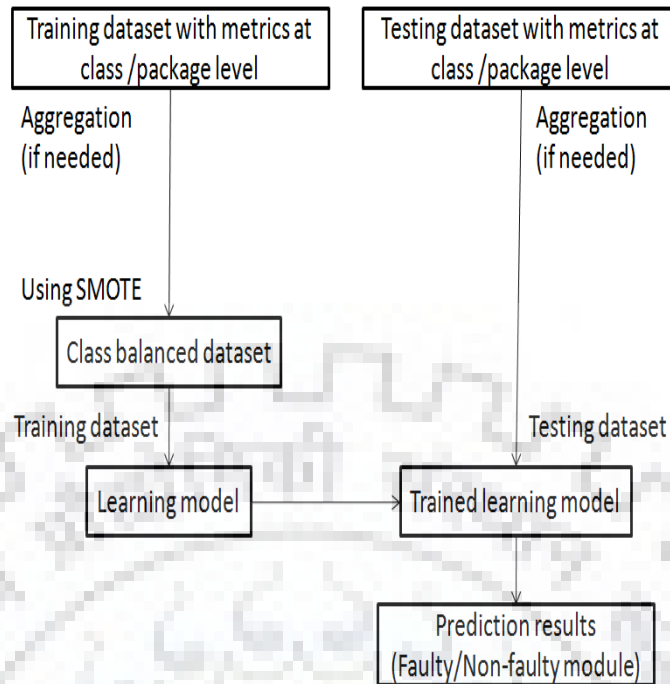 Training dataset with metrics at
class /package level
Testing dataset with metrics at
class /package level
Aggregation
(if needed)
Aggregation
(if needed)
Using SMOTE
Class balanced dataset
Training dataset
Testing dataset
Learning model
Trained learning model
Prediction results
(Faulty/Non-faulty module)